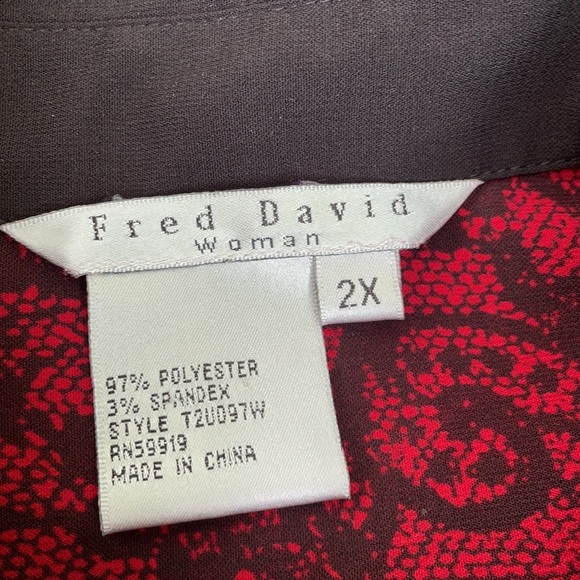 Fred David
Woman
2X
97% POLYESTER
3% SPANDEX
STYLE T2U097W
RN59919
MADE IN CHINA